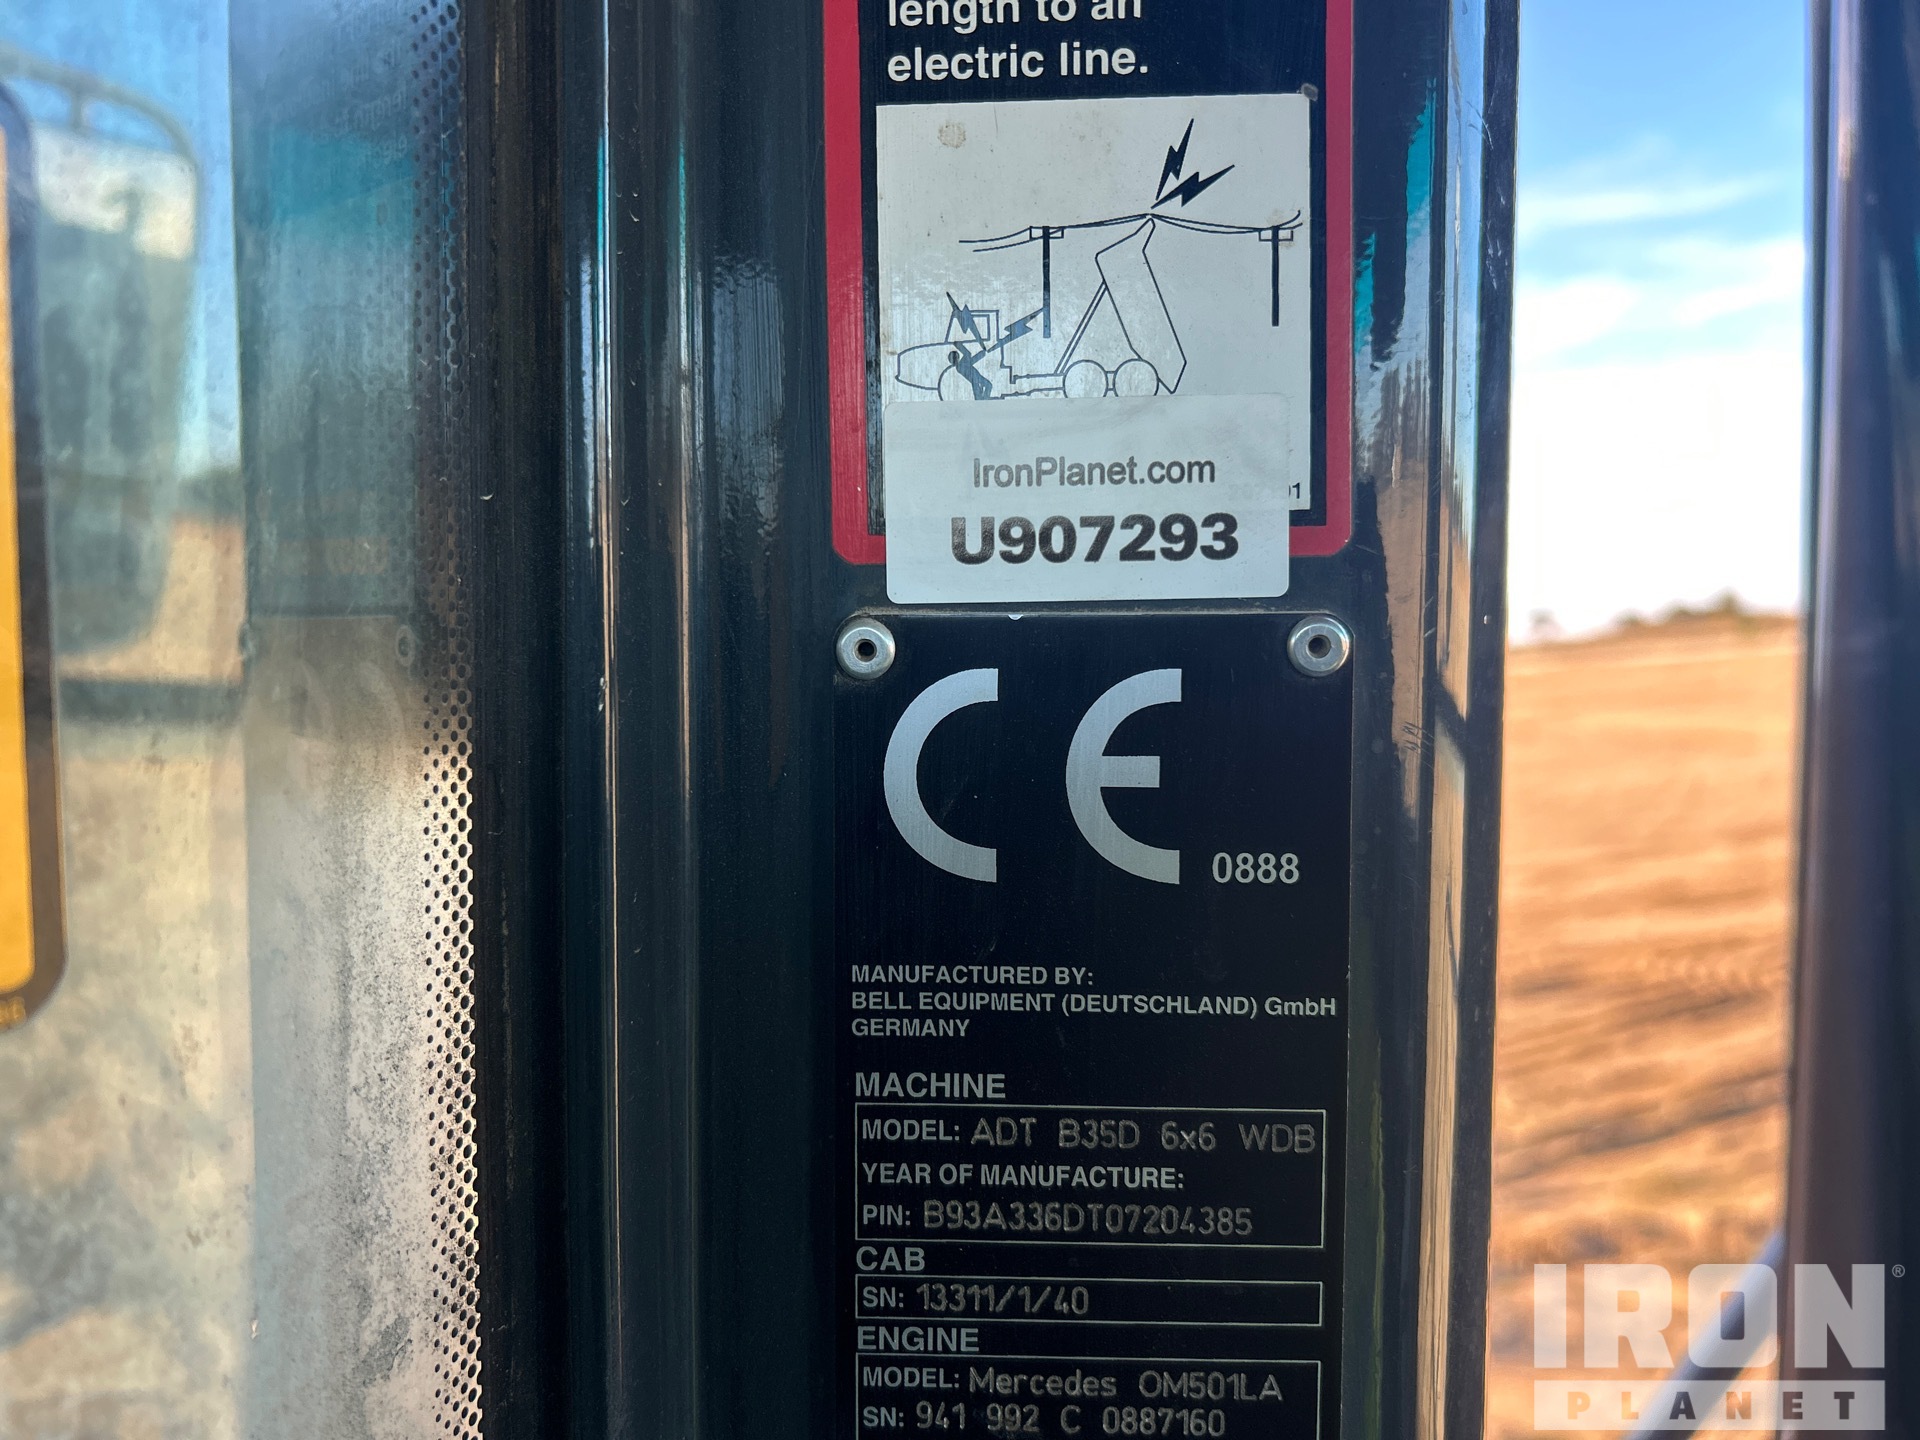 length to an
electric line.
IronPlanet.com
U907293
CE 0888
MANUFACTURED BY:
BELL EQUIPMENT (DEUTSCHLAND) GmbH
GERMANY
MACHINE
MODEL: ADT B35D 6x6 WDB
YEAR OF MANUFACTURE:
PIN: B93A336DT07204385
CAB
SN: 13311/1/40
ENGINE
MODEL: Mercedes OM501LA
SN: 941 992 C 0887160
IRON®
PLANET